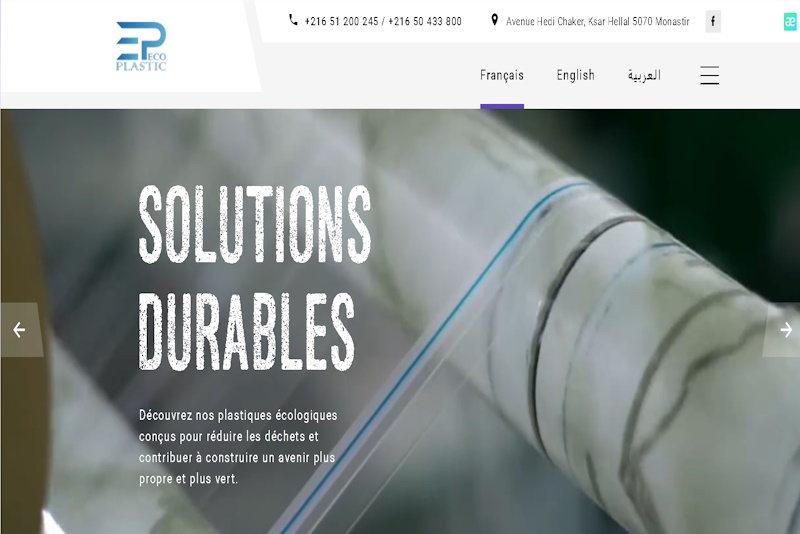 EP ECO
PLASTIC
+216 51 200 245 / +216 50 433 800
Avenue Hedi Chaker, Ksar Hellal 5070 Monastir
f
æ
Français
English
العربية
SOLUTIONS
DURABLES
Découvrez nos plastiques écologiques
conçus pour réduire les déchets et
contribuer à construire un avenir plus
propre et plus vert.